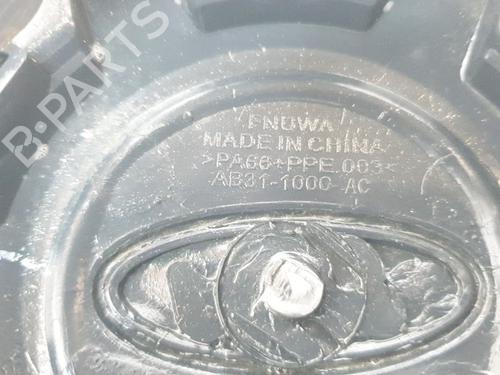 B-PARTS
FNUWA
MADE IN CHINA
>PA66+PPE.003<
AB31-1000-AC